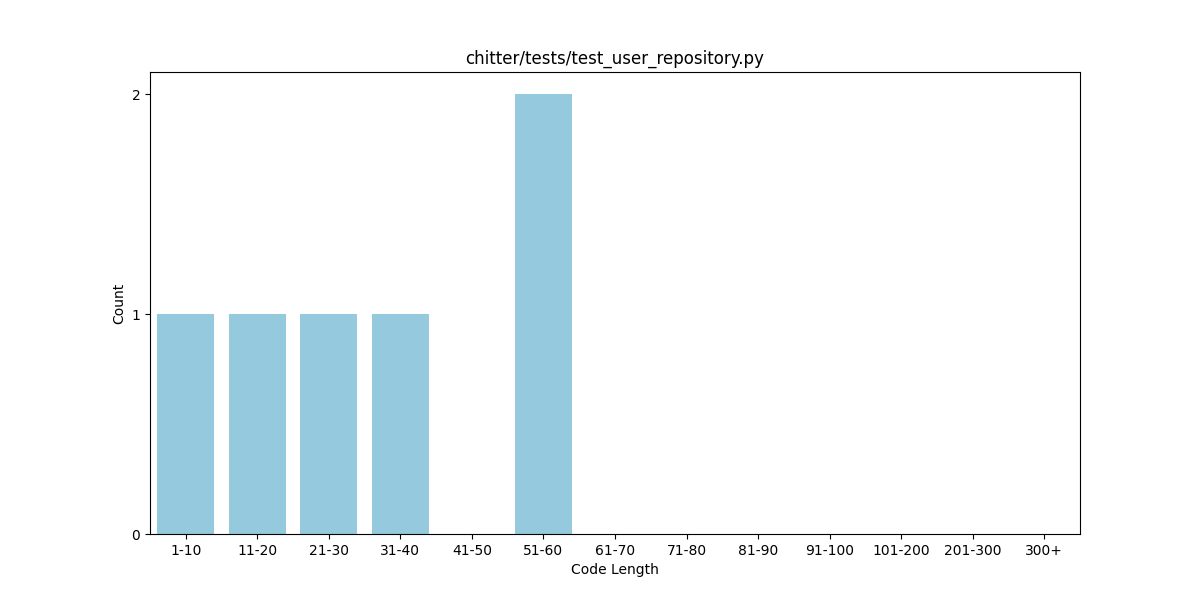 chitter/tests/test_user_repository.py
Count
2
1
0
1-10 11-20 21-30 31-40 41-50 51-60 61-70 71-80 81-90 91-100 101-200 201-300 300+
Code Length